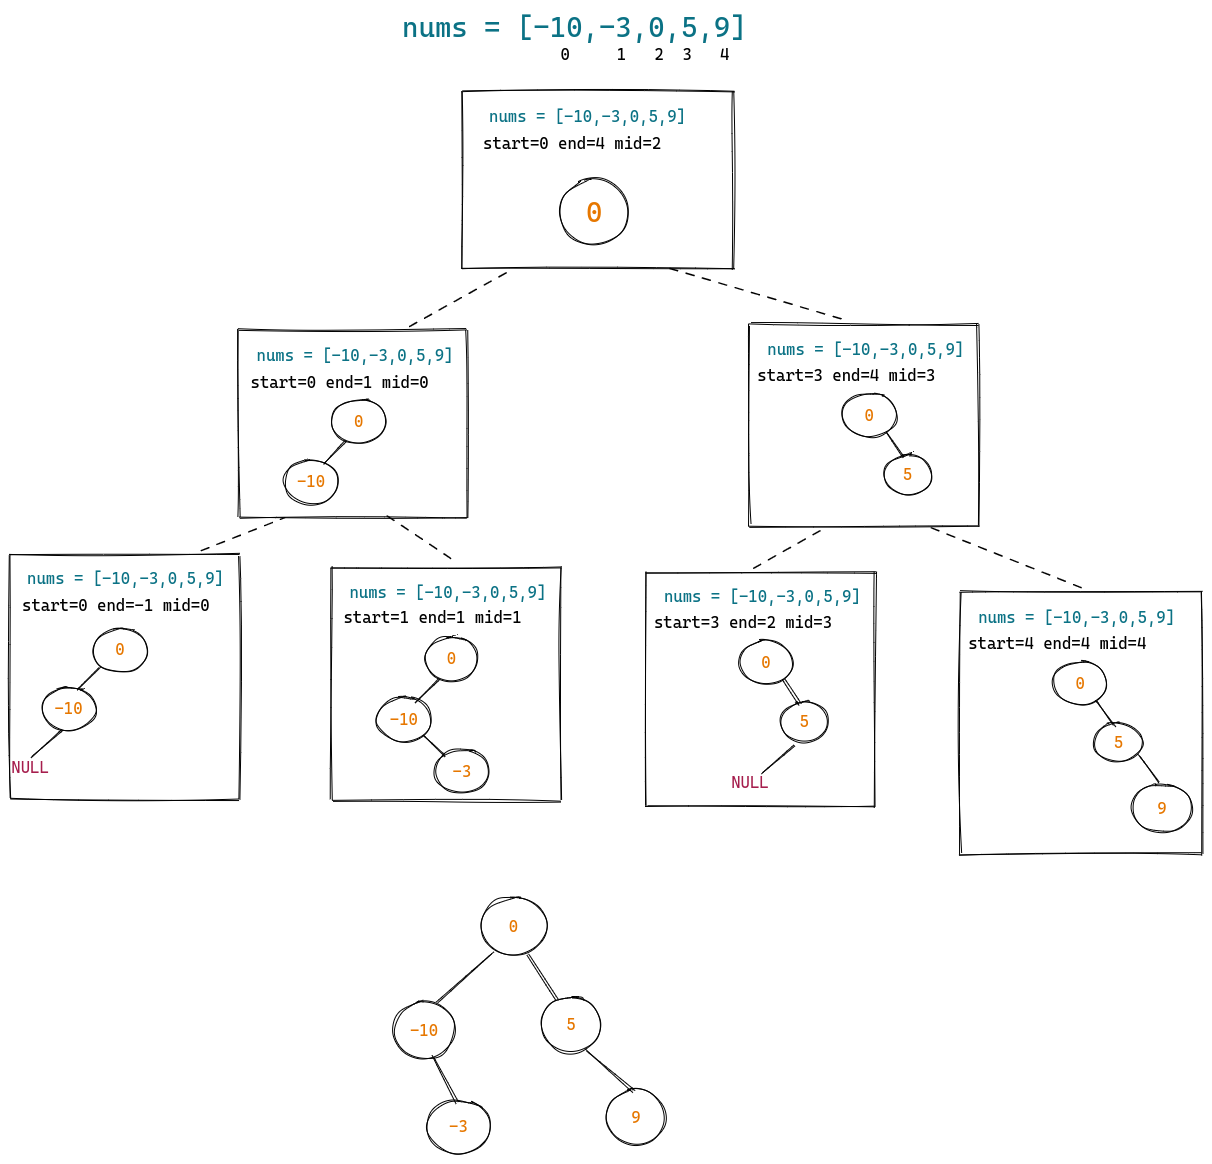 nums = [-10,-3,0,5,9]
0 1 2 3 4
nums = [-10,-3,0,5,9]
start=0 end=4 mid=2
0
nums = [-10,-3,0,5,9]
start=0 end=1 mid=0
0
-10
nums = [-10,-3,0,5,9]
start=3 end=4 mid=3
0
5
nums = [-10,-3,0,5,9]
start=0 end=-1 mid=0
0
-10
NULL
nums = [-10,-3,0,5,9]
start=1 end=1 mid=1
0
-10
-3
nums = [-10,-3,0,5,9]
start=3 end=2 mid=3
0
5
NULL
nums = [-10,-3,0,5,9]
start=4 end=4 mid=4
0
5
9
0
-10 5
-3 9